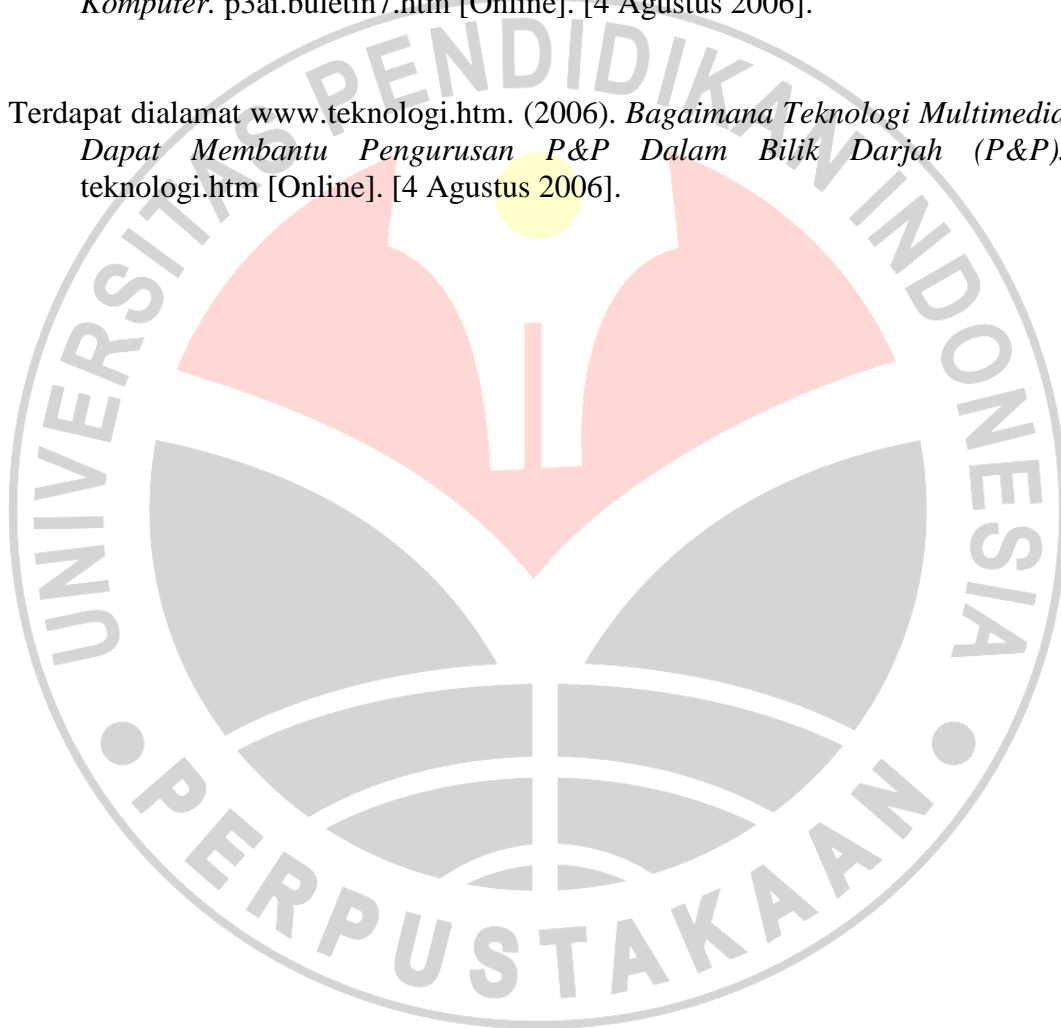 Komputer. p3ai.buletin7.htm [Online]. [4 Agustus 2006].
Terdapat dialamat www.teknologi.htm. (2006). Bagaimana Teknologi Multimedia
Dapat Membantu Pengurusan P&P Dalam Bilik Darjah (P&P).
teknologi.htm [Online]. [4 Agustus 2006].
UNIVERSITAS PENDIDIKAN INDONESIA
PERPUSTAKAAN